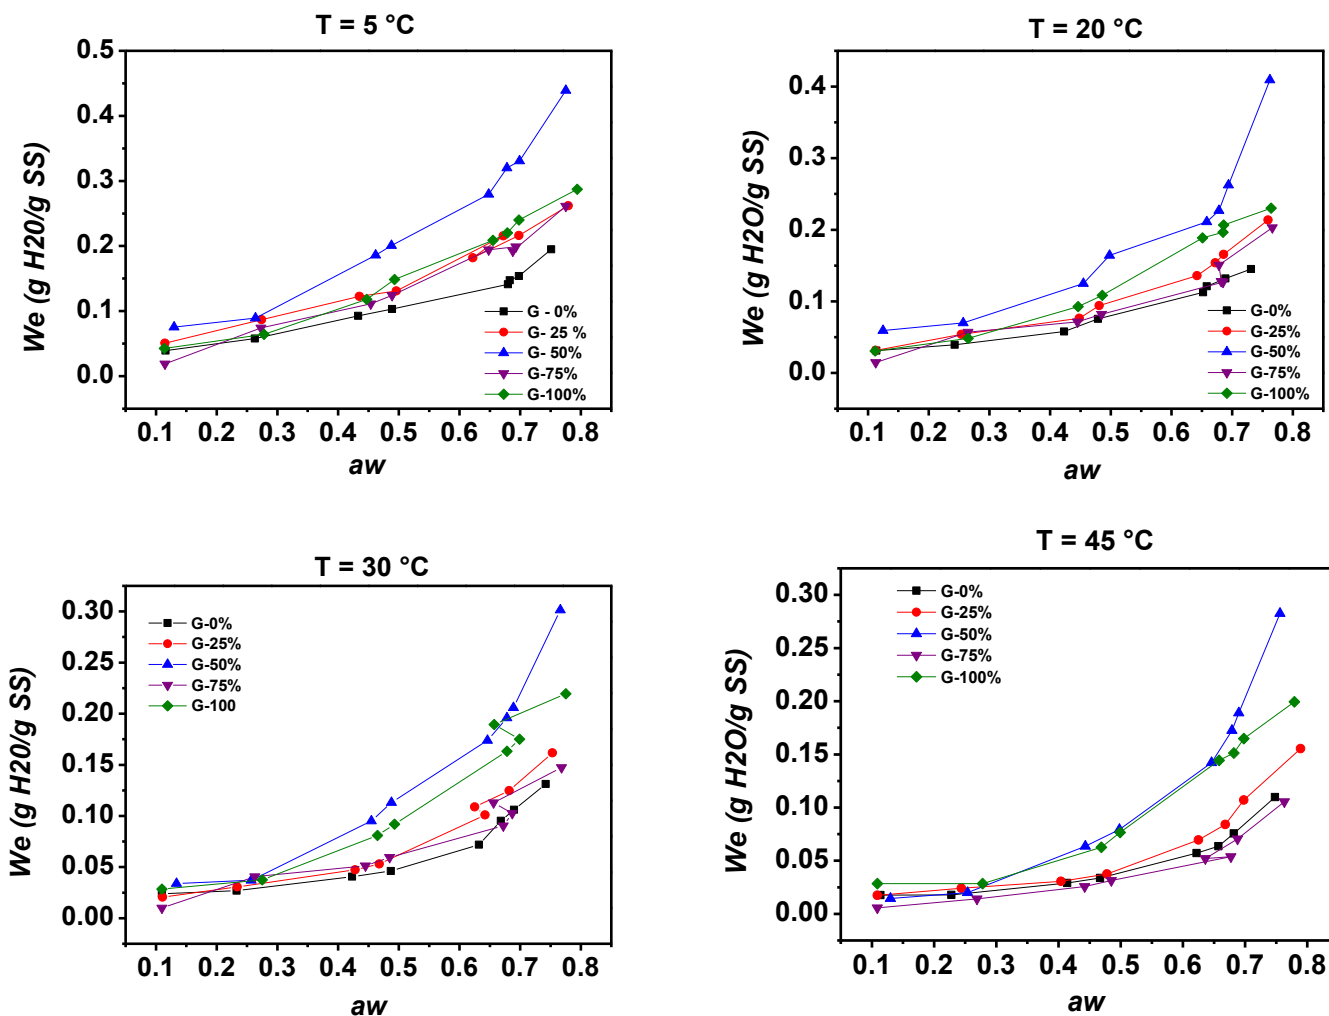 T = 5 °C
We (g H20/g SS)
0.5
0.4
0.3
0.2
0.1
0.0
G - 0%
G- 25 %
G- 50%
G-75%
G-100%
0.1 0.2 0.3 0.4 0.5 0.6 0.7 0.8
aw
T = 20 °C
We (g H2O/g SS)
0.4
0.3
0.2
0.1
0.0
G-0%
G-25%
G-50%
G-75%
G-100%
0.1 0.2 0.3 0.4 0.5 0.6 0.7 0.8
aw
T = 30 °C
We (g H20/g SS)
0.30
0.25
0.20
0.15
0.10
0.05
0.00
G-0%
G-25%
G-50%
G-75%
G-100
0.1 0.2 0.3 0.4 0.5 0.6 0.7 0.8
aw
T = 45 °C
We (g H2O/g SS)
0.30
0.25
0.20
0.15
0.10
0.05
0.00
G-0%
G-25%
G-50%
G-75%
G-100%
0.1 0.2 0.3 0.4 0.5 0.6 0.7 0.8
aw